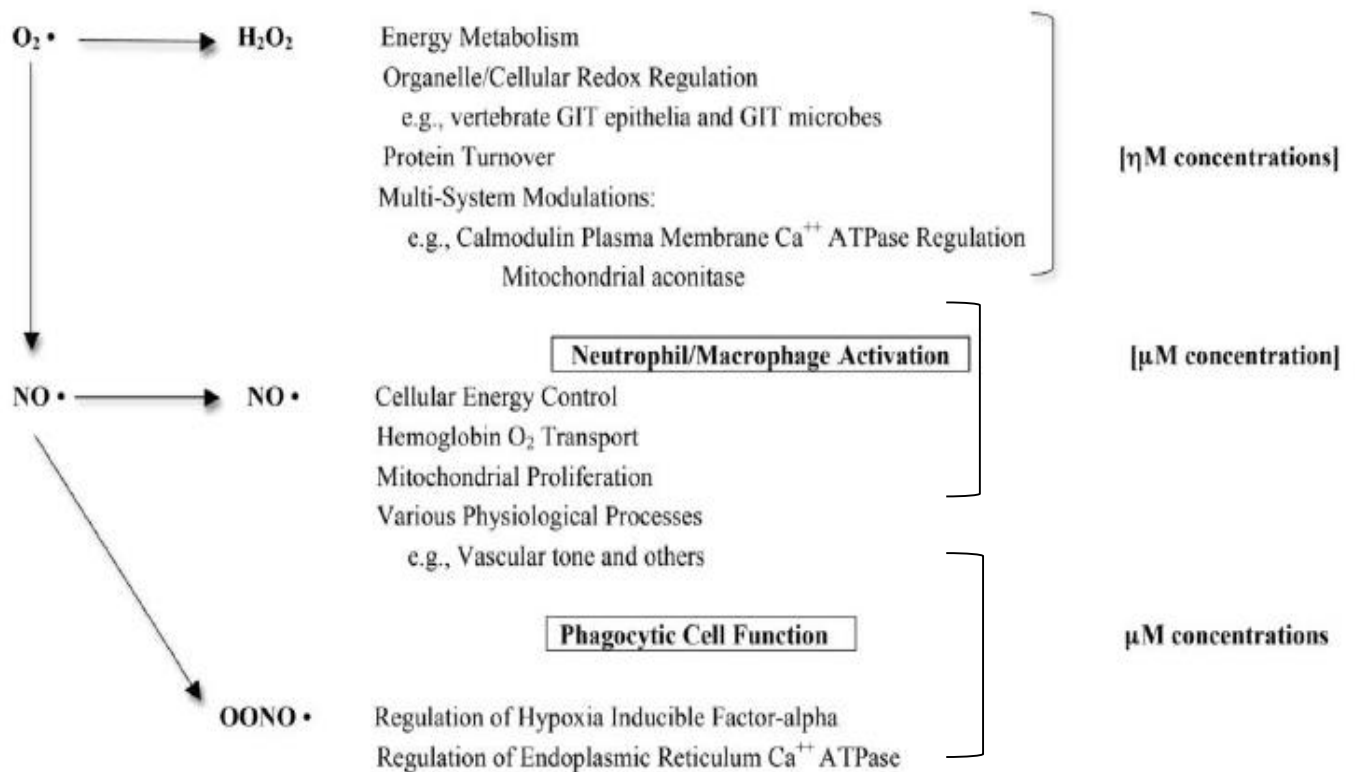 O₂ • H₂O₂ Energy Metabolism
Organelle/Cellular Redox Regulation
e.g., vertebrate GIT epithelia and GIT microbes
Protein Turnover [ηM concentrations]
Multi-System Modulations:
e.g., Calmodulin Plasma Membrane Ca⁺⁺ ATPase Regulation
Mitochondrial aconitase
Neutrophil/Macrophage Activation [μM concentration]
NO • NO • Cellular Energy Control
Hemoglobin O₂ Transport
Mitochondrial Proliferation
Various Physiological Processes
e.g., Vascular tone and others
Phagocytic Cell Function μM concentrations
OONO • Regulation of Hypoxia Inducible Factor-alpha
Regulation of Endoplasmic Reticulum Ca⁺⁺ ATPase